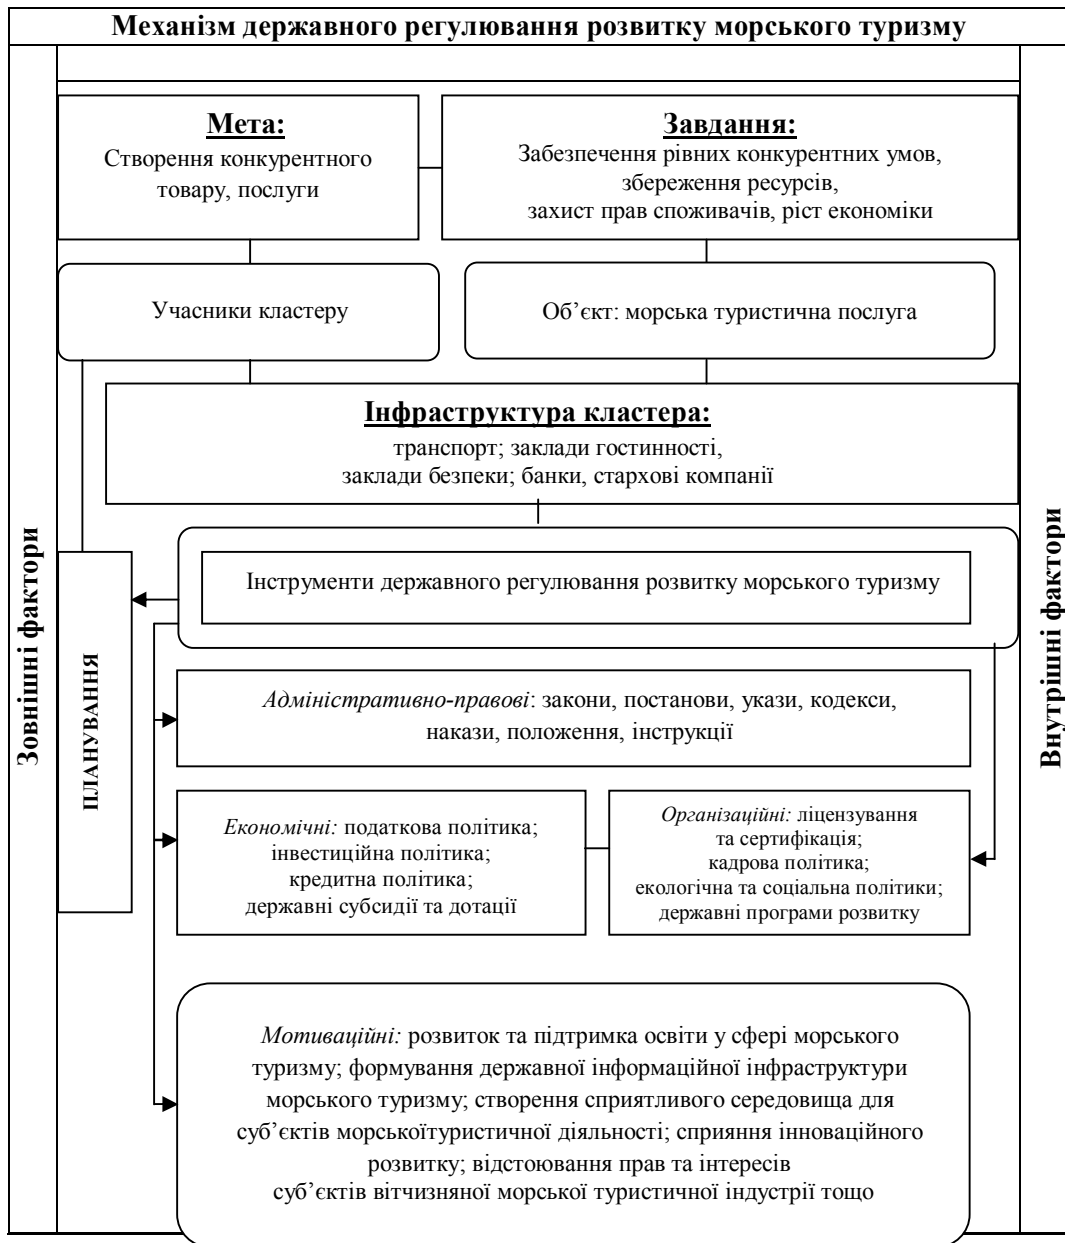 Механізм державного регулювання розвитку морського туризму
Мета:
Створення конкурентного
товару, послуги
Завдання:
Забезпечення рівних конкурентних умов,
збереження ресурсів,
захист прав споживачів, ріст економіки
Учасники кластеру
Об’єкт: морська туристична послуга
Інфраструктура кластера:
транспорт; заклади гостинності,
заклади безпеки; банки, стархові компанії
Зовнішні фактори
Внутрішні фактори
ПЛАНУВАННЯ
Інструменти державного регулювання розвитку морського туризму
Адміністративно-правові: закони, постанови, укази, кодекси,
накази, положення, інструкції
Економічні: податкова політика;
інвестиційна політика;
кредитна політика;
державні субсидії та дотації
Організаційні: ліцензування
та сертифікація;
кадрова політика;
екологічна та соціальна політики;
державні програми розвитку
Мотиваційні: розвиток та підтримка освіти у сфері морського
туризму; формування державної інформаційної інфраструктури
морського туризму; створення сприятливого середовища для
суб’єктів морськоїтуристичної діяльності; сприяння інноваційного
розвитку; відстоювання прав та інтересів
суб’єктів вітчизняної морської туристичної індустрії тощо